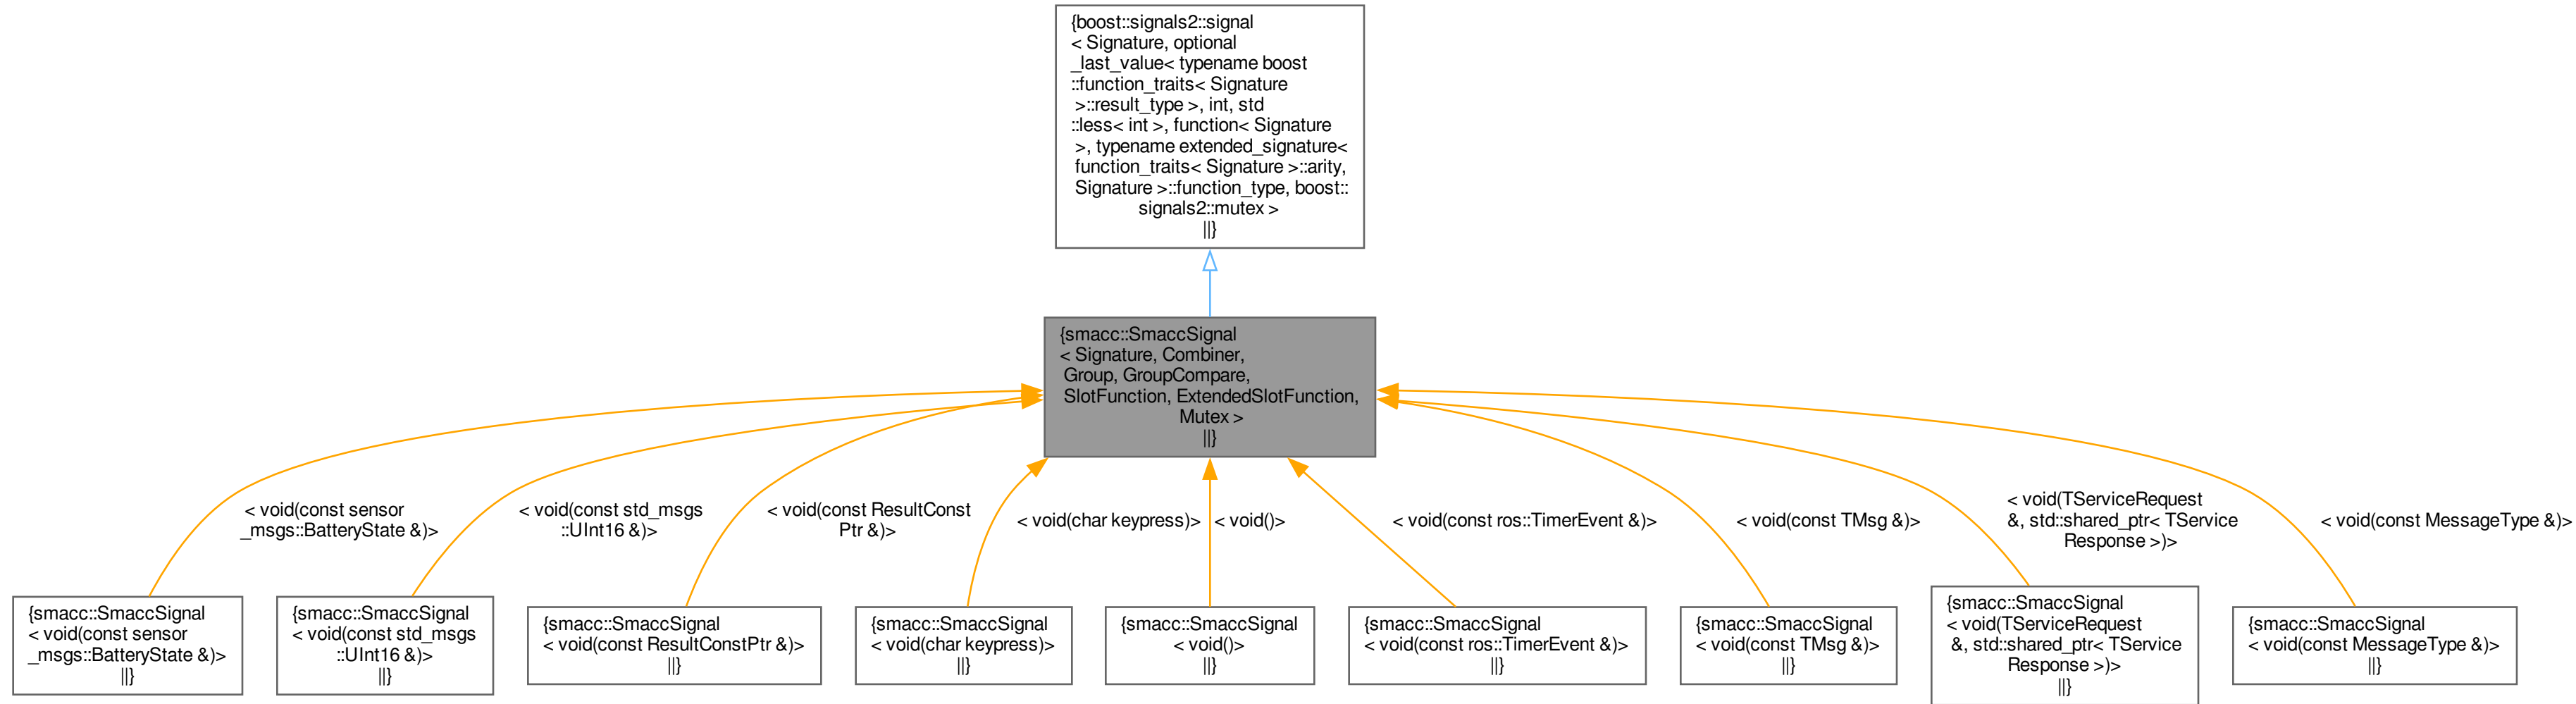 {boost::signals2::signal
< Signature, optional
_last_value< typename boost
::function_traits< Signature
>::result_type >, int, std
::less< int >, function< Signature
>, typename extended_signature<
function_traits< Signature >::arity,
Signature >::function_type, boost::
signals2::mutex >
||}
{smacc::SmaccSignal
< Signature, Combiner,
Group, GroupCompare,
SlotFunction, ExtendedSlotFunction,
Mutex >
||}
< void(const sensor
_msgs::BatteryState &)>
< void(const std_msgs
::UInt16 &)>
< void(const ResultConst
Ptr &)>
< void(char keypress)>
< void()>
< void(const ros::TimerEvent &)>
< void(const TMsg &)>
< void(TServiceRequest
&, std::shared_ptr< TService
Response >)>
< void(const MessageType &)>
{smacc::SmaccSignal
< void(const sensor
_msgs::BatteryState &)>
||}
{smacc::SmaccSignal
< void(const std_msgs
::UInt16 &)>
||}
{smacc::SmaccSignal
< void(const ResultConstPtr &)>
||}
{smacc::SmaccSignal
< void(char keypress)>
||}
{smacc::SmaccSignal
< void()>
||}
{smacc::SmaccSignal
< void(const ros::TimerEvent &)>
||}
{smacc::SmaccSignal
< void(const TMsg &)>
||}
{smacc::SmaccSignal
< void(TServiceRequest
&, std::shared_ptr< TService
Response >)>
||}
{smacc::SmaccSignal
< void(const MessageType &)>
||}